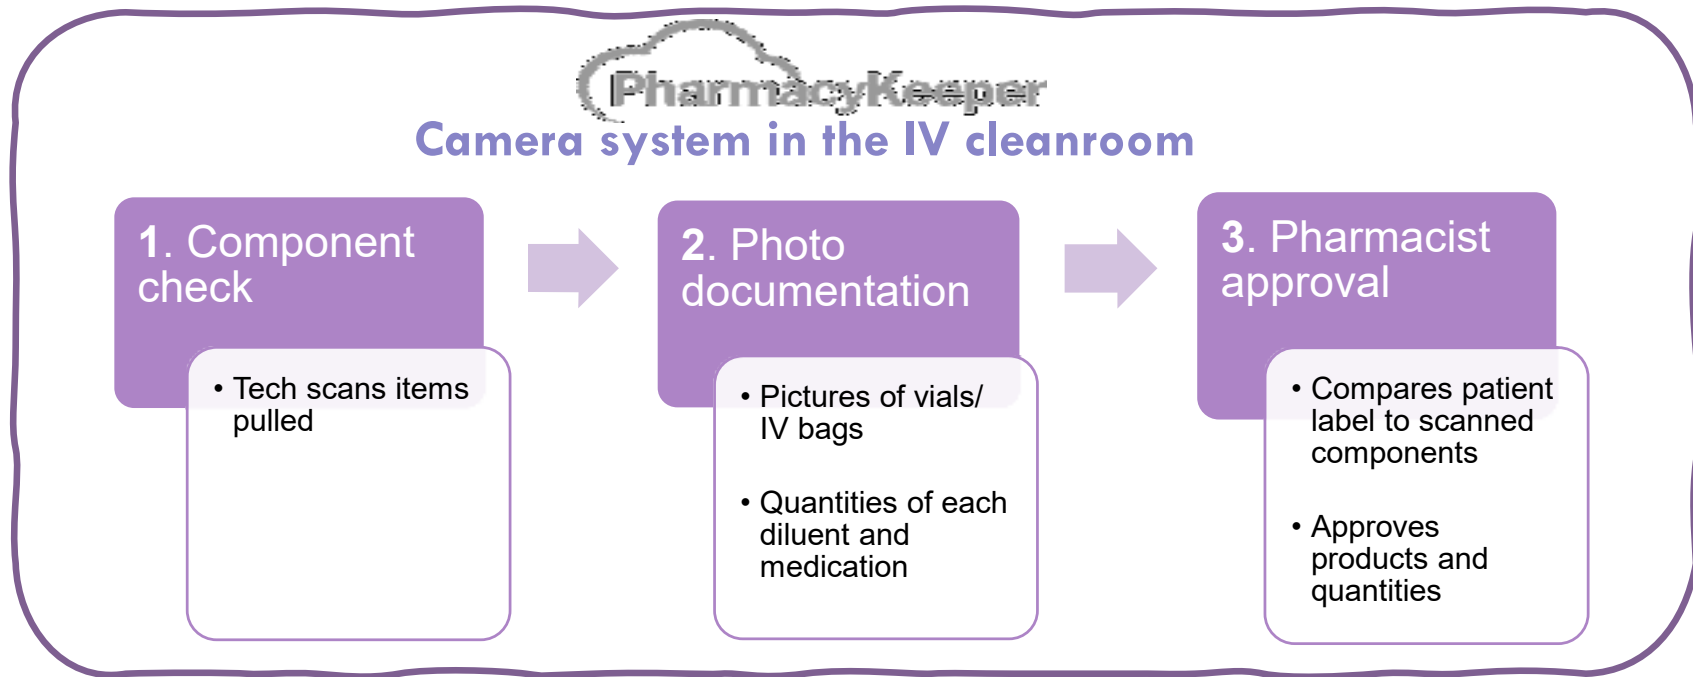 PharmacyKeeper
Camera system in the IV cleanroom
1. Component
check
• Tech scans items
pulled
2. Photo
documentation
• Pictures of vials/
IV bags
• Quantities of each
diluent and
medication
3. Pharmacist
approval
• Compares patient
label to scanned
components
• Approves
products and
quantities